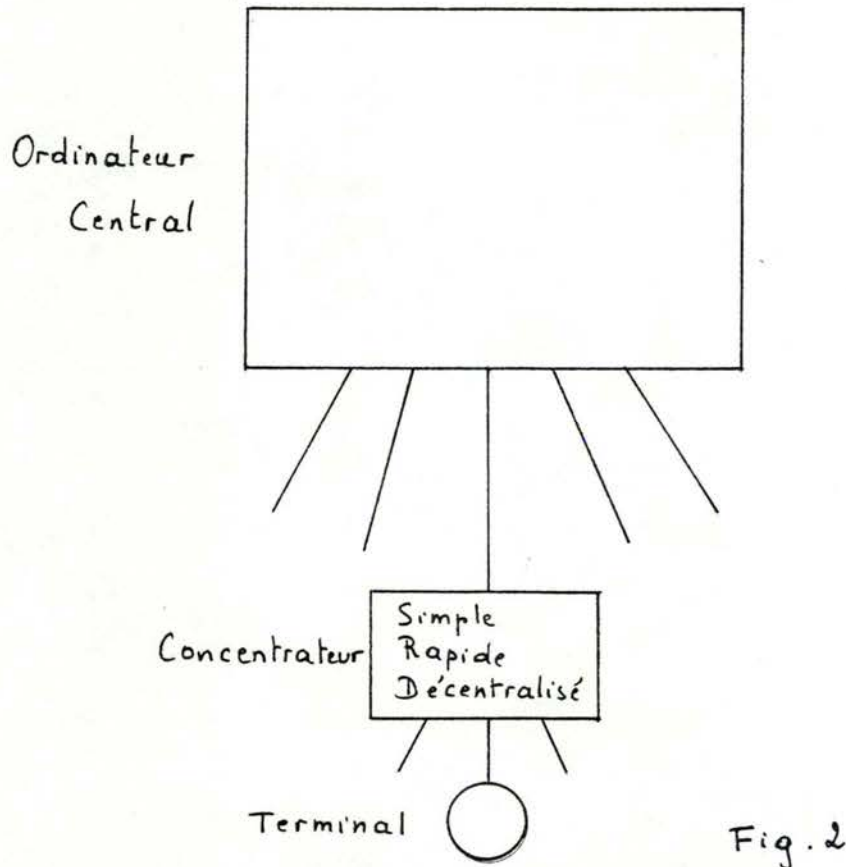 Ordinateur
Central
Concentrateur
Simple
Rapide
Décentralisé
Terminal
Fig. 2